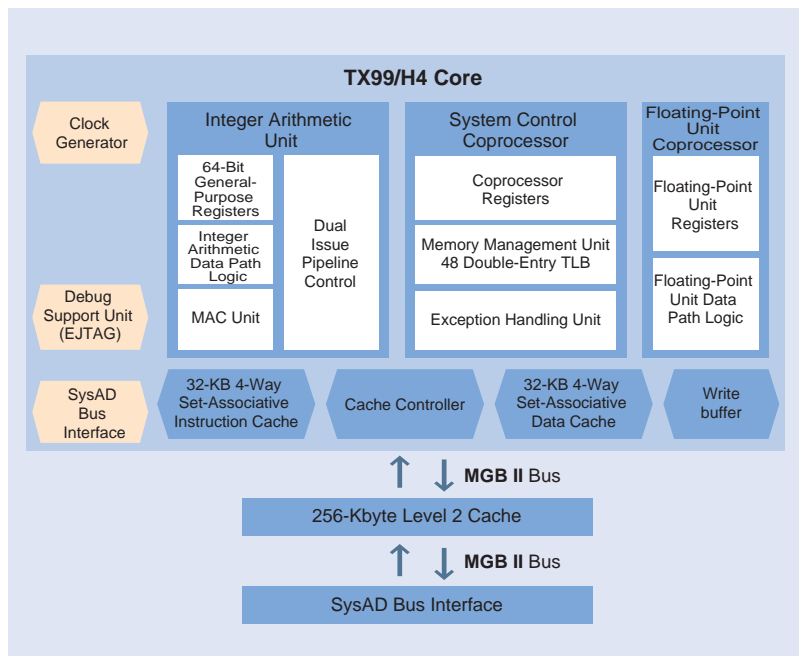 TX99/H4 Core
Clock
Generator
Integer Arithmetic
Unit
64-Bit
General-
Purpose
Registers
Integer
Arithmetic
Data Path
Logic
MAC Unit
Dual
Issue
Pipeline
Control
System Control
Coprocessor
Coprocessor
Registers
Memory Management Unit
48 Double-Entry TLB
Exception Handling Unit
Floating-Point
Unit
Coprocessor
Floating-Point
Unit
Registers
Floating-Point
Unit Data
Path Logic
Debug
Support Unit
(EJTAG)
SysAD
Bus
Interface
32-KB 4-Way
Set-Associative
Instruction Cache
Cache Controller
32-KB 4-Way
Set-Associative
Data Cache
Write
buffer
MGB II Bus
256-Kbyte Level 2 Cache
MGB II Bus
SysAD Bus Interface